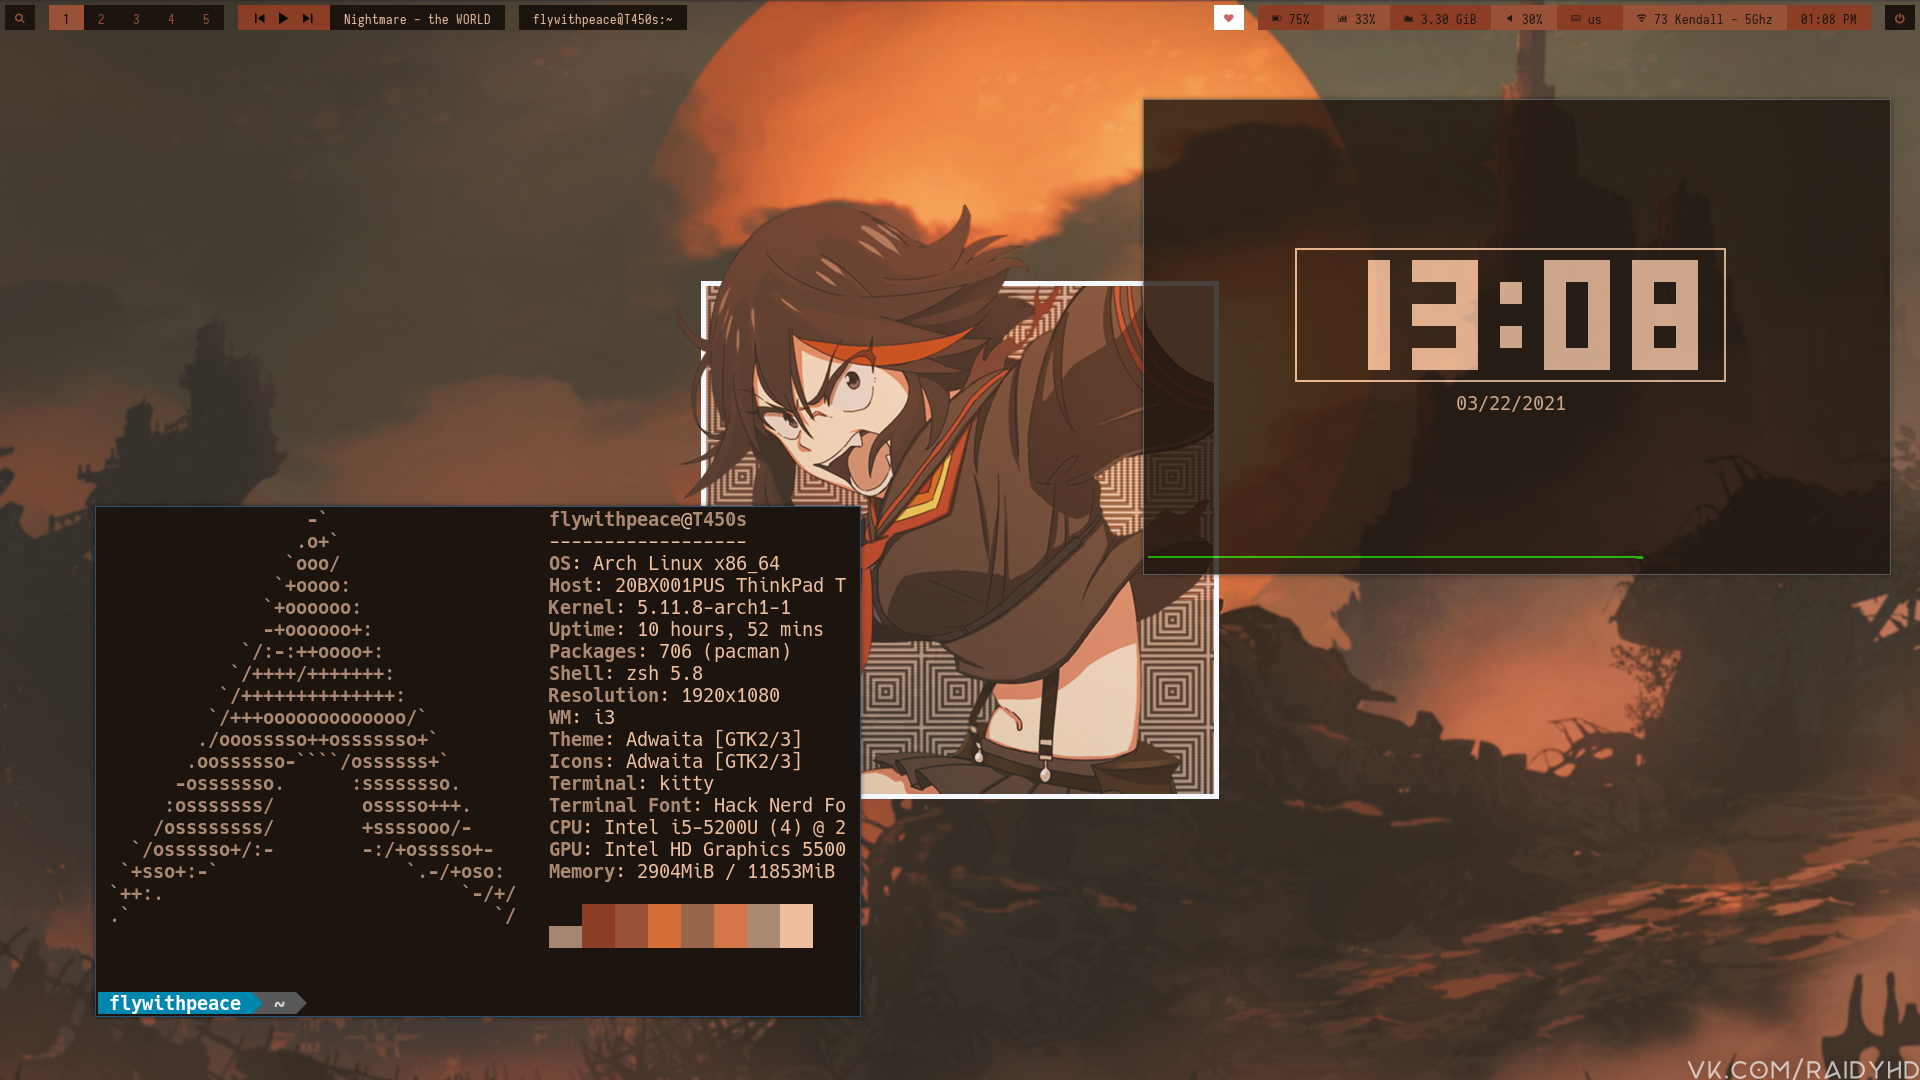 1 2 3 4 5
Nightmare - the WORLD
flywithpeace@T450s:~
75% 33% 3.30 GiB 30% us 73 Kendall - 5Ghz 01:08 PM
13:08
03/22/2021
flywithpeace@T450s
------------------
OS: Arch Linux x86_64
Host: 20BX001PUS ThinkPad T
Kernel: 5.11.8-arch1-1
Uptime: 10 hours, 52 mins
Packages: 706 (pacman)
Shell: zsh 5.8
Resolution: 1920x1080
WM: i3
Theme: Adwaita [GTK2/3]
Icons: Adwaita [GTK2/3]
Terminal: kitty
Terminal Font: Hack Nerd Fo
CPU: Intel i5-5200U (4) @ 2
GPU: Intel HD Graphics 5500
Memory: 2904MiB / 11853MiB
flywithpeace ~
VK.COM/RAIDYHD